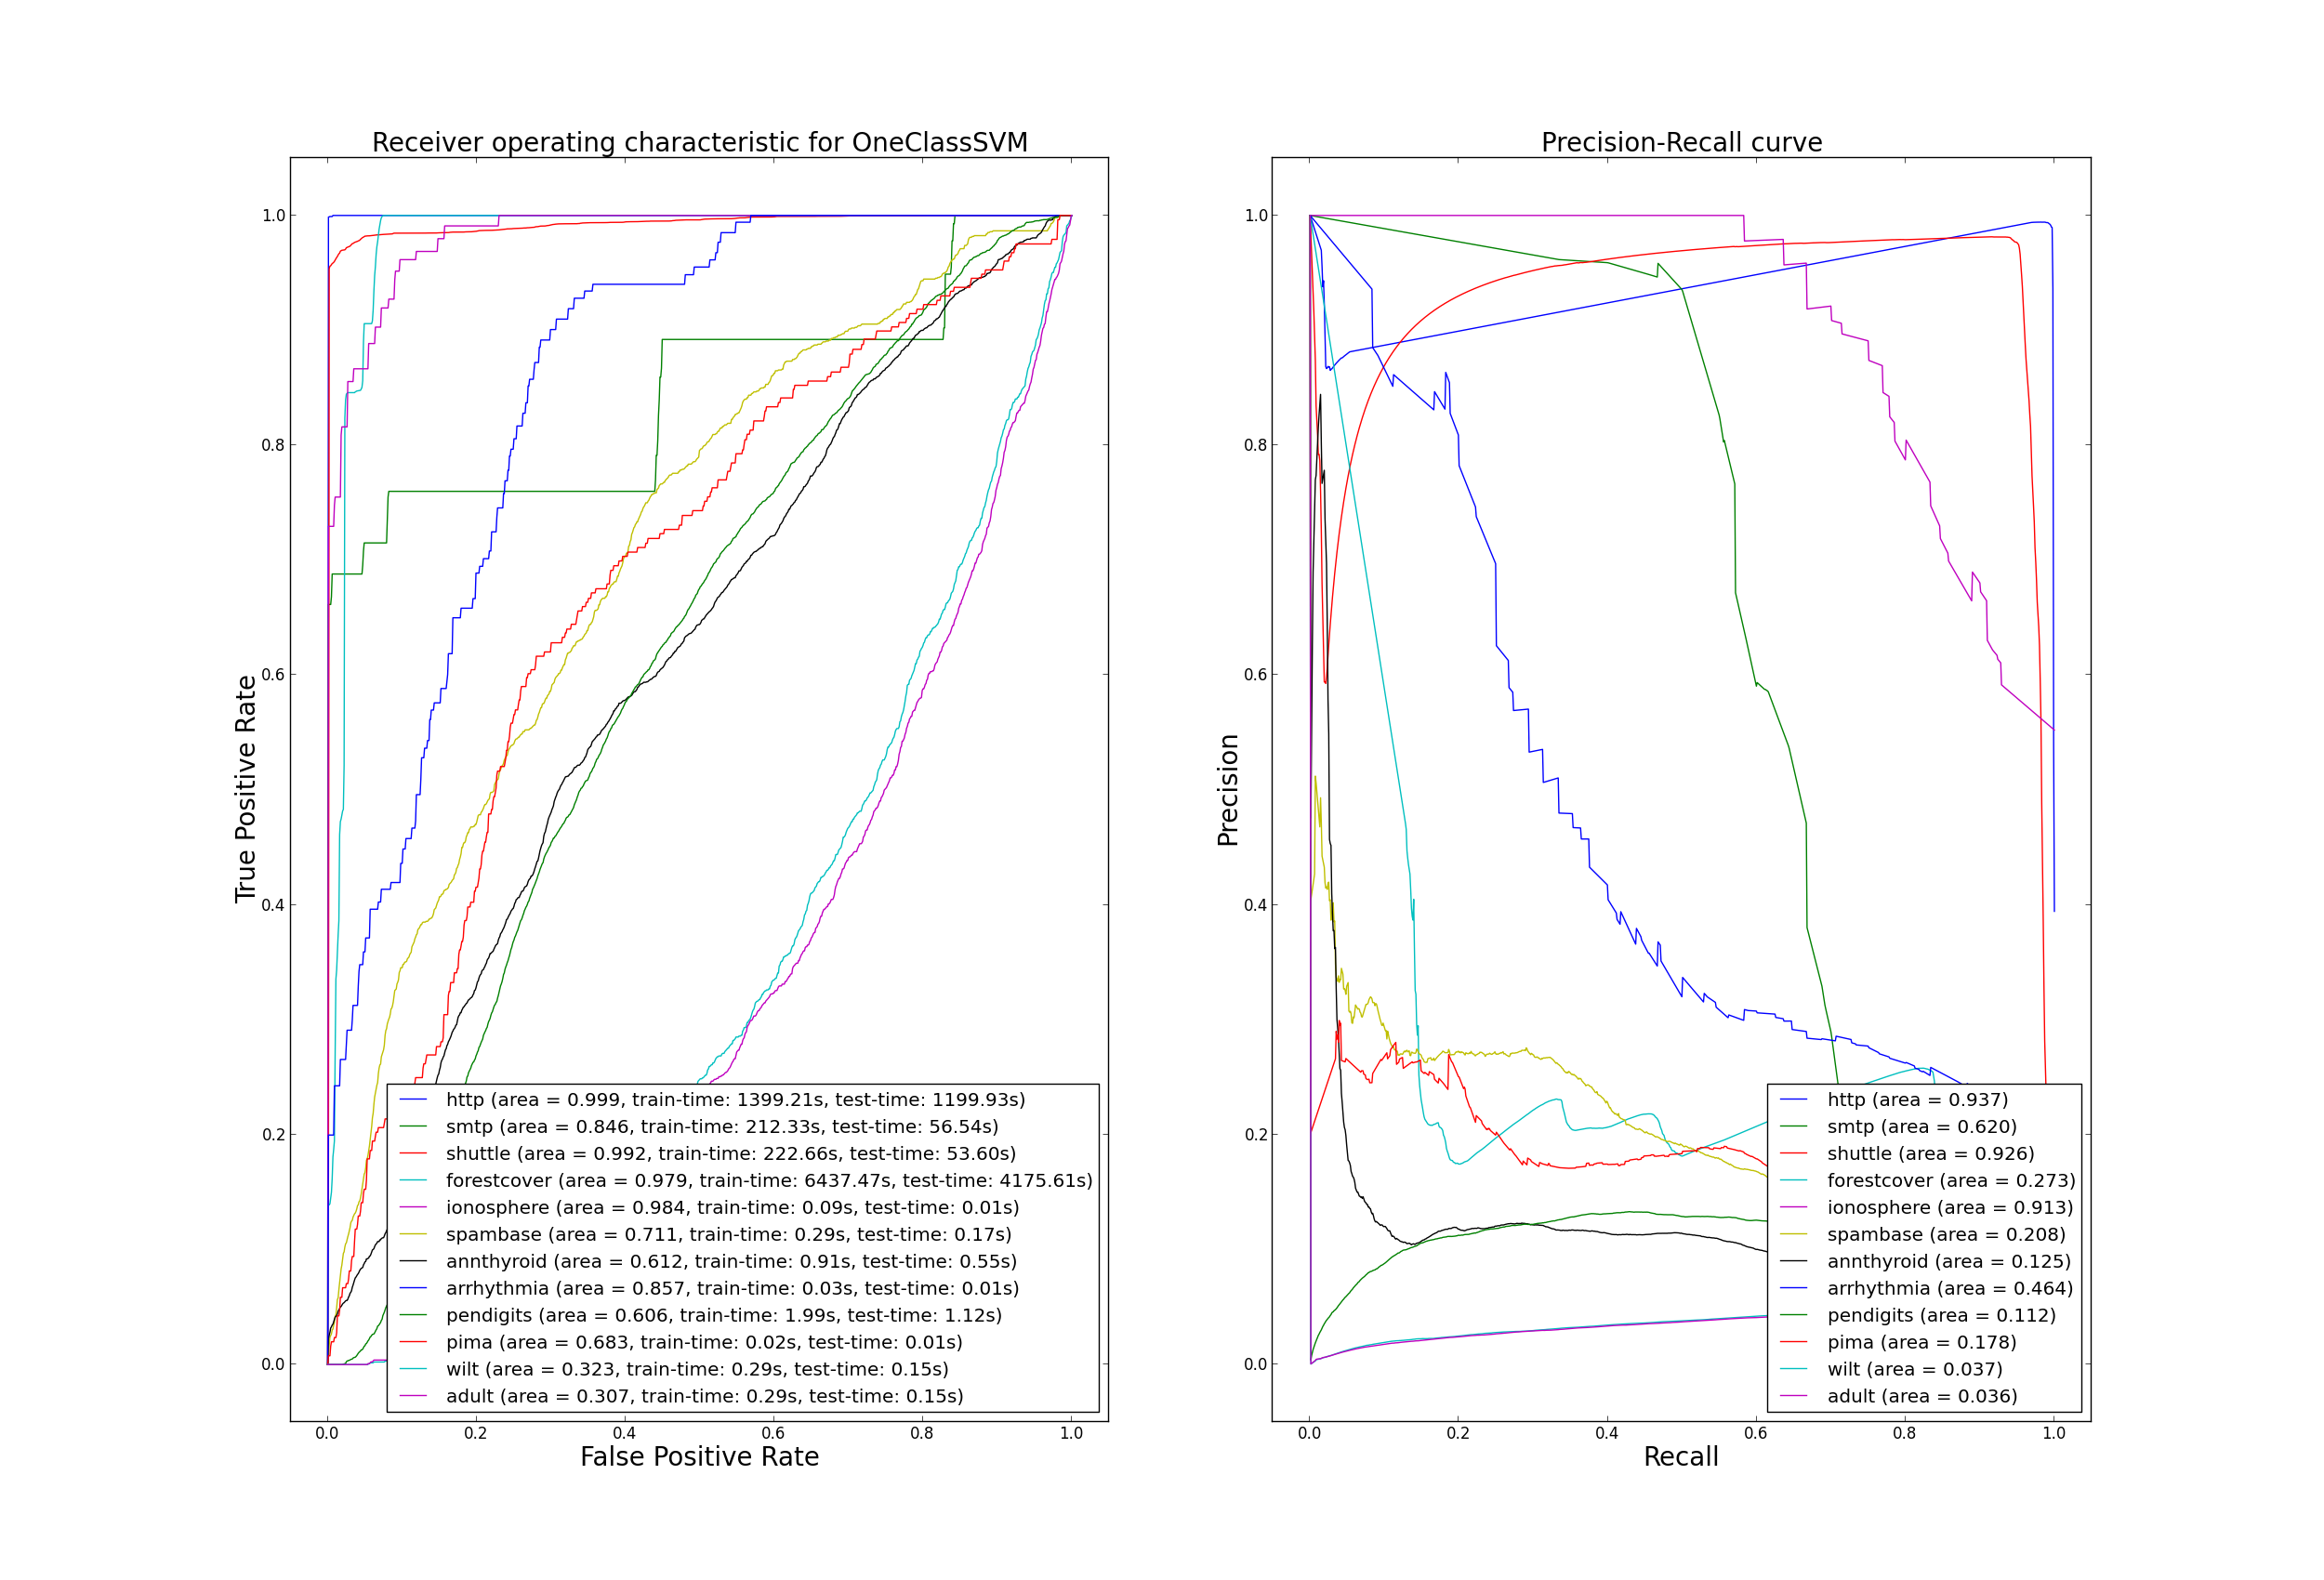 Receiver operating characteristic for OneClassSVM
True Positive Rate
1.0
0.8
0.6
0.4
0.2
0.0
http (area = 0.999, train-time: 1399.21s, test-time: 1199.93s)
smtp (area = 0.846, train-time: 212.33s, test-time: 56.54s)
shuttle (area = 0.992, train-time: 222.66s, test-time: 53.60s)
forestcover (area = 0.979, train-time: 6437.47s, test-time: 4175.61s)
ionosphere (area = 0.984, train-time: 0.09s, test-time: 0.01s)
spambase (area = 0.711, train-time: 0.29s, test-time: 0.17s)
annthyroid (area = 0.612, train-time: 0.91s, test-time: 0.55s)
arrhythmia (area = 0.857, train-time: 0.03s, test-time: 0.01s)
pendigits (area = 0.606, train-time: 1.99s, test-time: 1.12s)
pima (area = 0.683, train-time: 0.02s, test-time: 0.01s)
wilt (area = 0.323, train-time: 0.29s, test-time: 0.15s)
adult (area = 0.307, train-time: 0.29s, test-time: 0.15s)
0.0 0.2 0.4 0.6 0.8 1.0
False Positive Rate
Precision-Recall curve
Precision
1.0
0.8
0.6
0.4
0.2
0.0
http (area = 0.937)
smtp (area = 0.620)
shuttle (area = 0.926)
forestcover (area = 0.273)
ionosphere (area = 0.913)
spambase (area = 0.208)
annthyroid (area = 0.125)
arrhythmia (area = 0.464)
pendigits (area = 0.112)
pima (area = 0.178)
wilt (area = 0.037)
adult (area = 0.036)
0.0 0.2 0.4 0.6 0.8 1.0
Recall